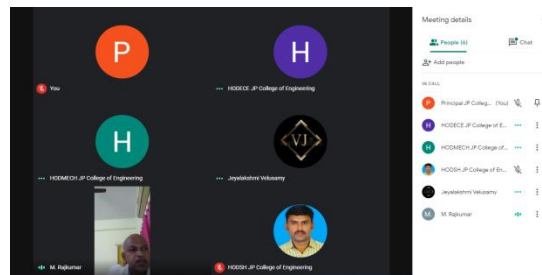 P
H
You
HODECE JP College of Engineering
H
VJ
HODMECH JP College of Engineering
Jeyalakshmi Velusamy
M. Rajkumar
HODSH JP College of Engineering
Meeting details
People (6)
Chat
Add people
IN CALL
P Principal JP Colleg... (You)
H HODECE JP College of E...
H HODMECH JP College of...
HODSH JP College of En...
Jeyalakshmi Velusamy
M. M. Rajkumar